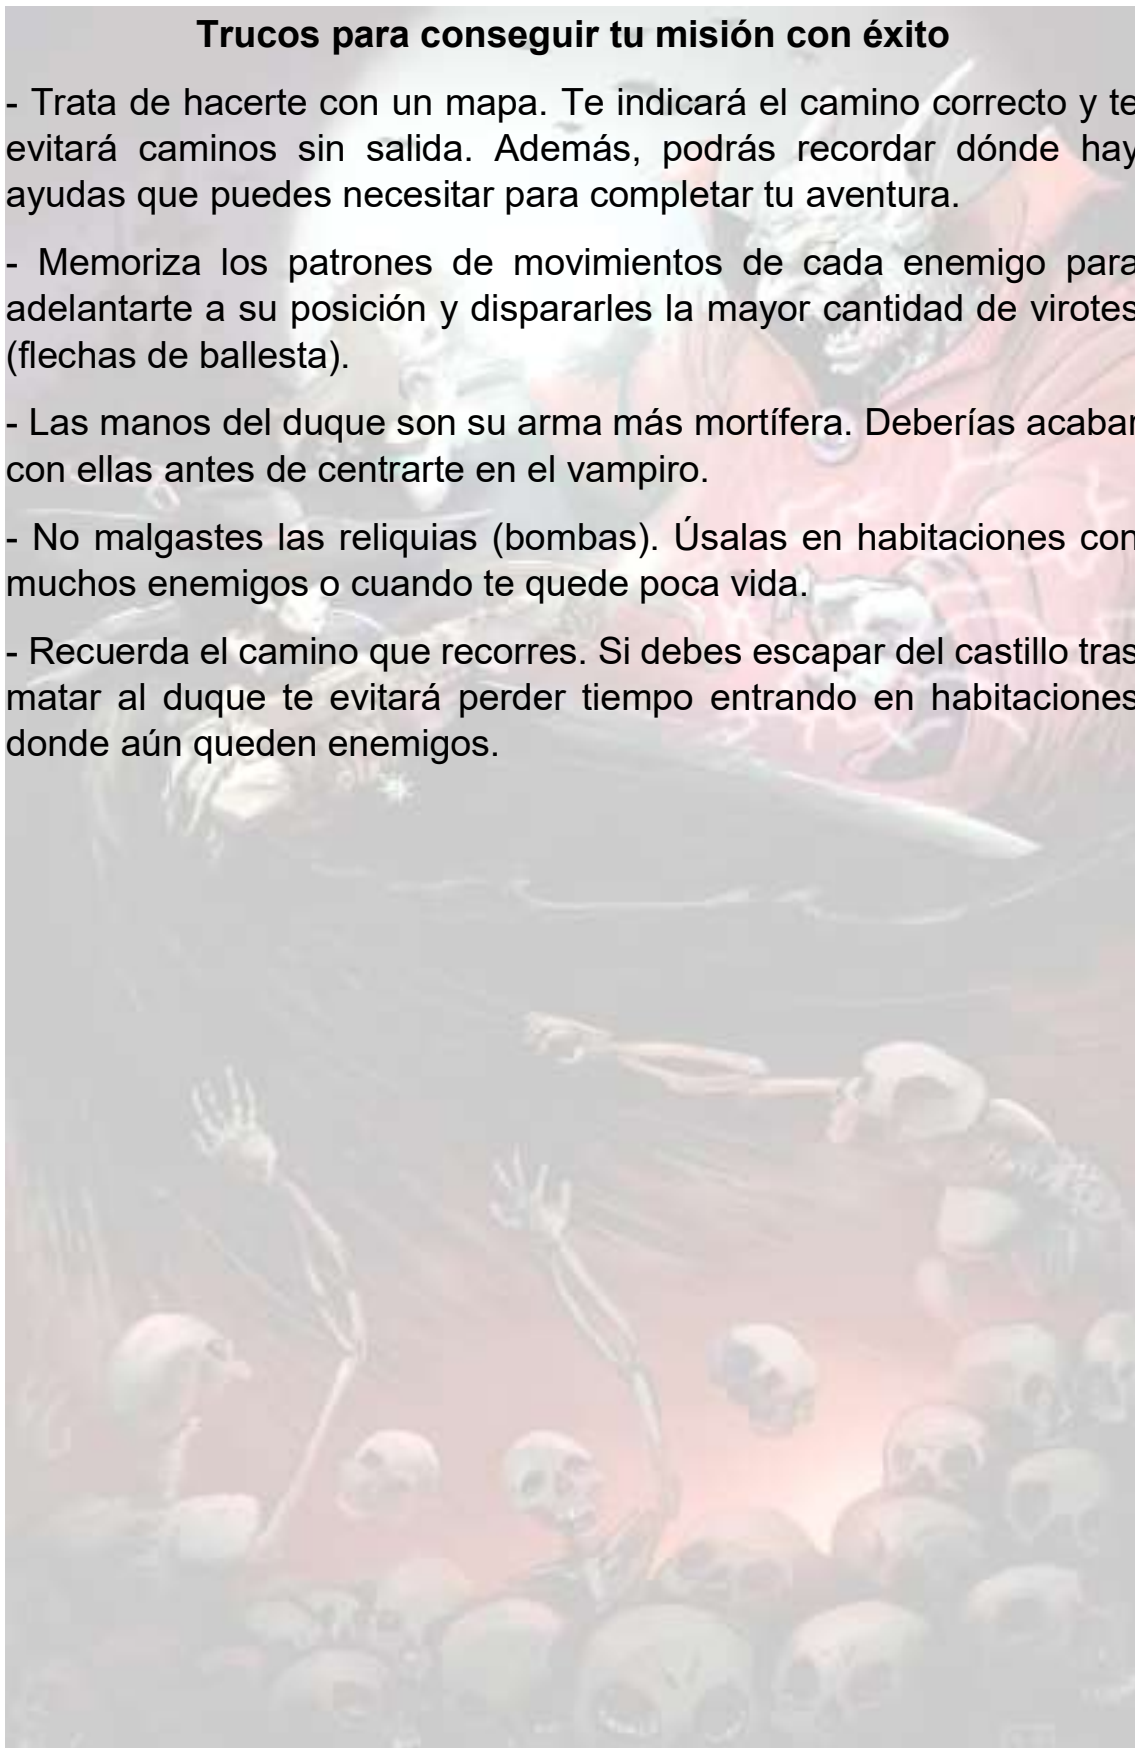 Trucos para conseguir tu misión con éxito
- Trata de hacerte con un mapa. Te indicará el camino correcto y te
evitará caminos sin salida. Además, podrás recordar dónde hay
ayudas que puedes necesitar para completar tu aventura.
- Memoriza los patrones de movimientos de cada enemigo para
adelantarte a su posición y dispararles la mayor cantidad de virotes
(flechas de ballesta).
- Las manos del duque son su arma más mortífera. Deberías acabar
con ellas antes de centrarte en el vampiro.
- No malgastes las reliquias (bombas). Úsalas en habitaciones con
muchos enemigos o cuando te quede poca vida.
- Recuerda el camino que recorres. Si debes escapar del castillo tras
matar al duque te evitará perder tiempo entrando en habitaciones
donde aún queden enemigos.